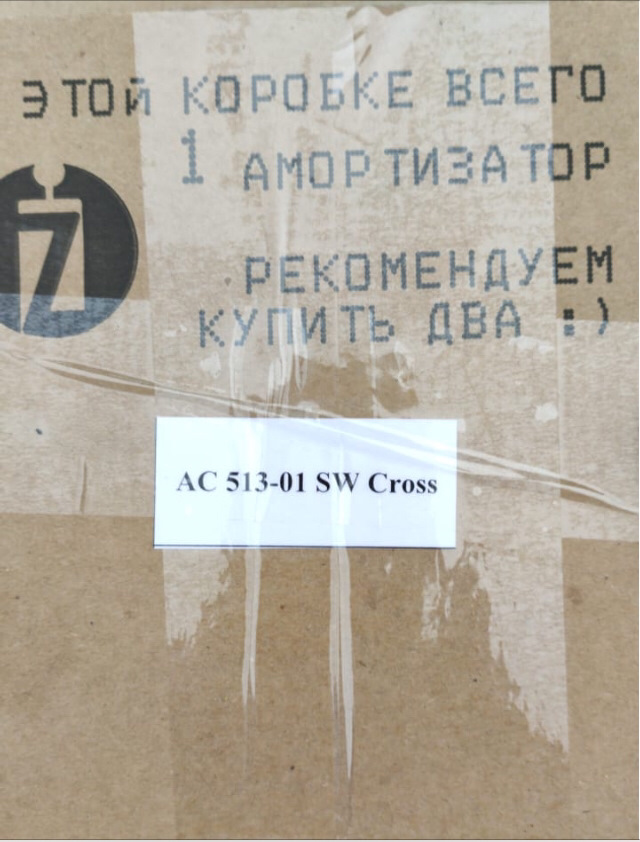 ЭТОЙ КОРОБКЕ ВСЕГО
1 АМОРТИЗАТОР
РЕКОМЕНДУЕМ
КУПИТЬ ДВА :)
AC 513-01 SW Cross